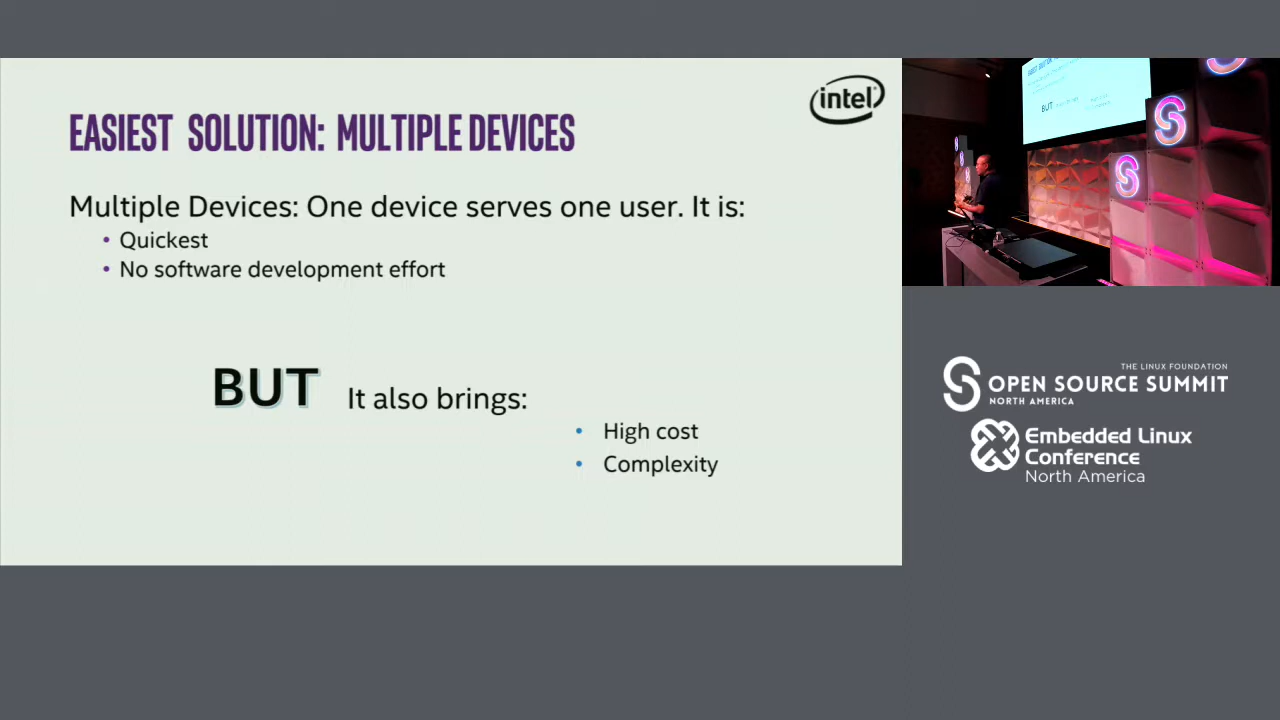 intel
EASIEST SOLUTION: MULTIPLE DEVICES
Multiple Devices: One device serves one user. It is:
• Quickest
• No software development effort
BUT It also brings:
• High cost
• Complexity
BUT
THE LINUX FOUNDATION
OPEN SOURCE SUMMIT
NORTH AMERICA
Embedded Linux
Conference
North America